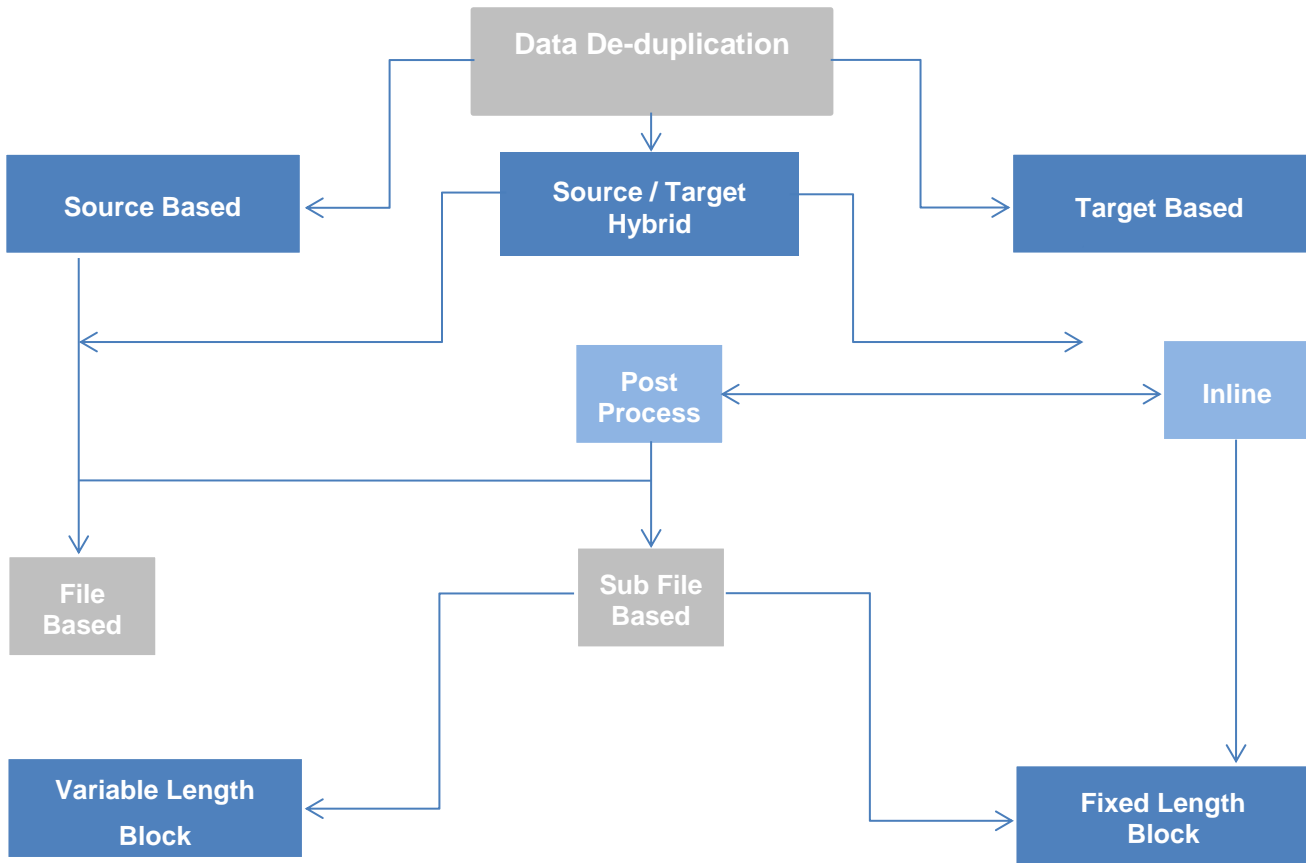 Data De-duplication
Source Based
Source / Target
Hybrid
Target Based
Post
Process
Inline
File
Based
Sub File
Based
Variable Length
Block
Fixed Length
Block